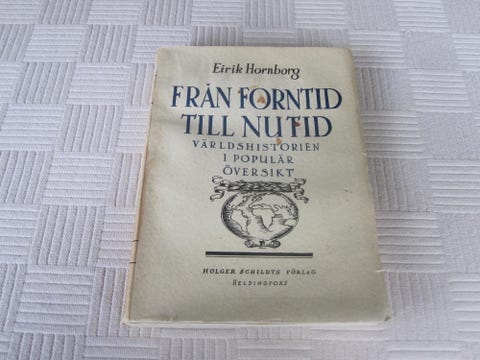 Eirik Hornborg
FRÅN FORNTID
TILL NUTID
VÄRLDSHISTORIEN
I POPULÄR
ÖVERSIKT
HOLGER SCHILDTS FÖRLAG
HELSINGFORS